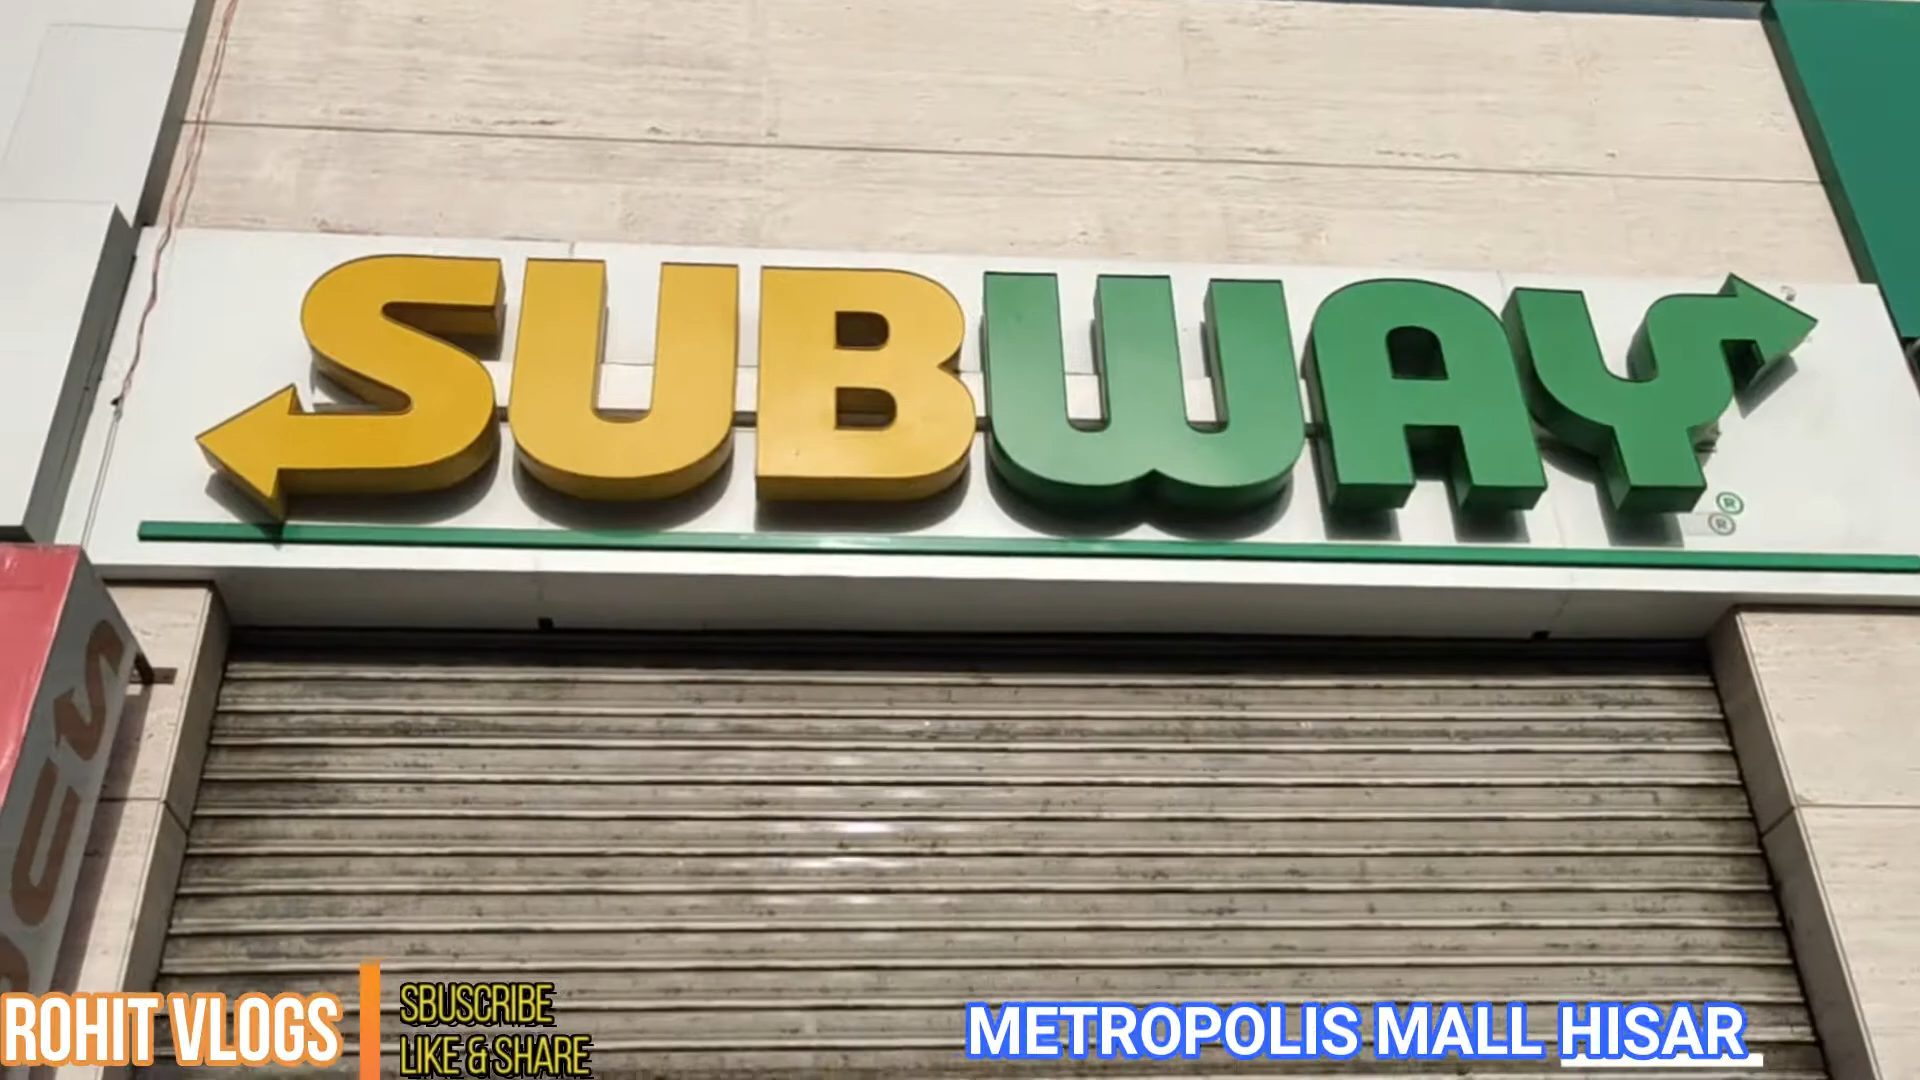 SUBWAY
®
®
ROHIT VLOGS
SBUSCRIBE
LIKE & SHARE
METROPOLIS MALL HISAR